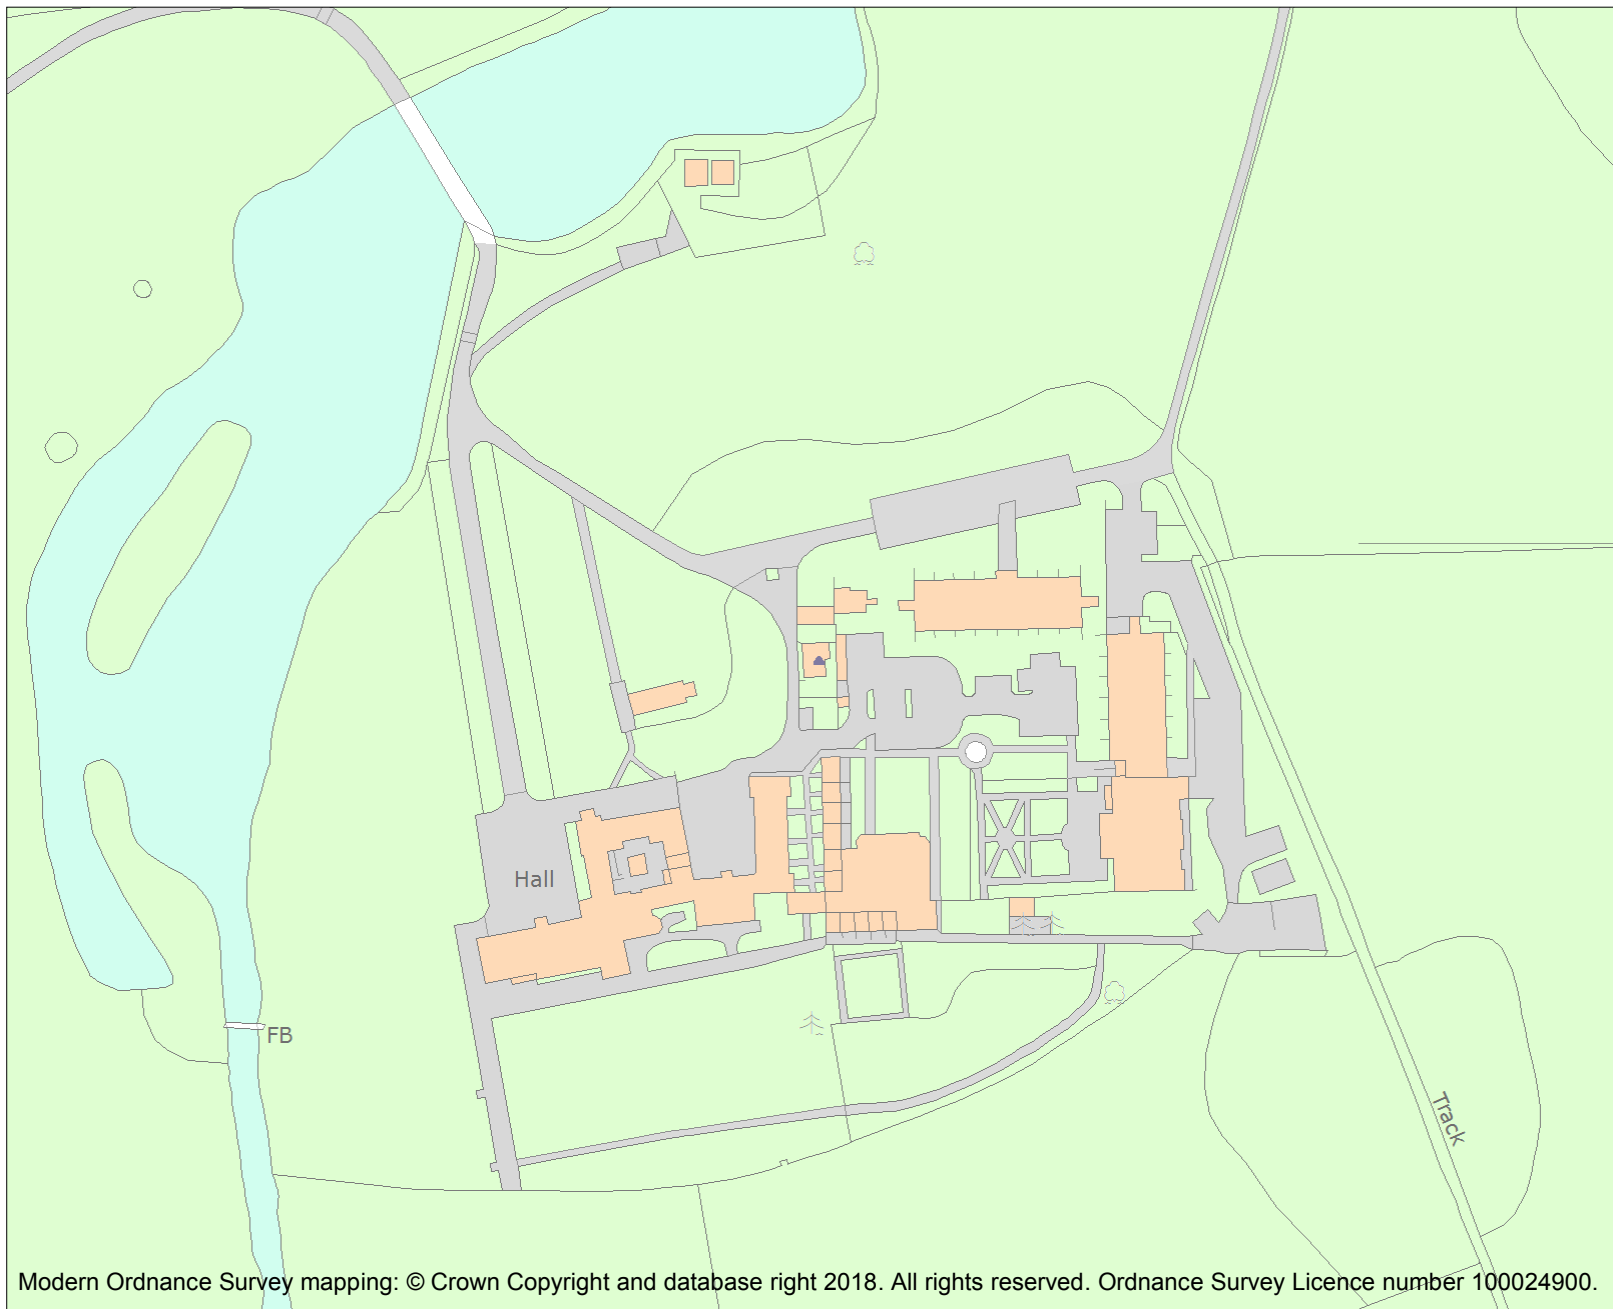 Hall
FB
Track
Modern Ordnance Survey mapping: © Crown Copyright and database right 2018. All rights reserved. Ordnance Survey Licence number 100024900.